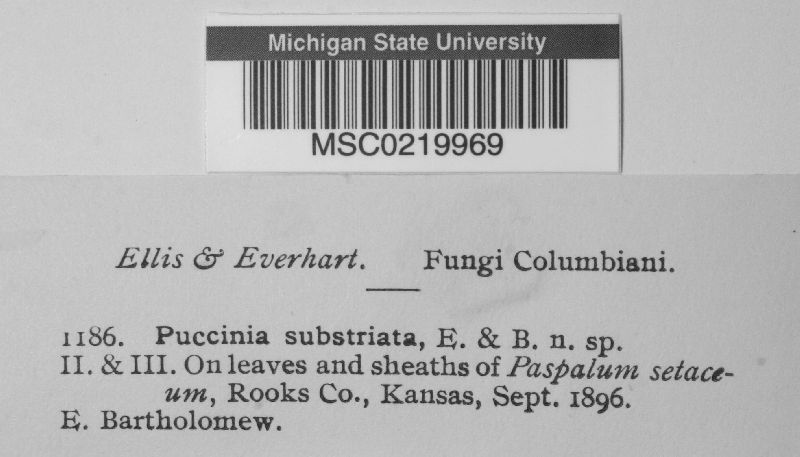 Michigan State University
MSC0219969
Ellis & Everhart. Fungi Columbiani.
1186. Puccinia substriata, E. & B. n. sp.
II. & III. On leaves and sheaths of Paspalum setace-
um, Rooks Co., Kansas, Sept. 1896.
E. Bartholomew.